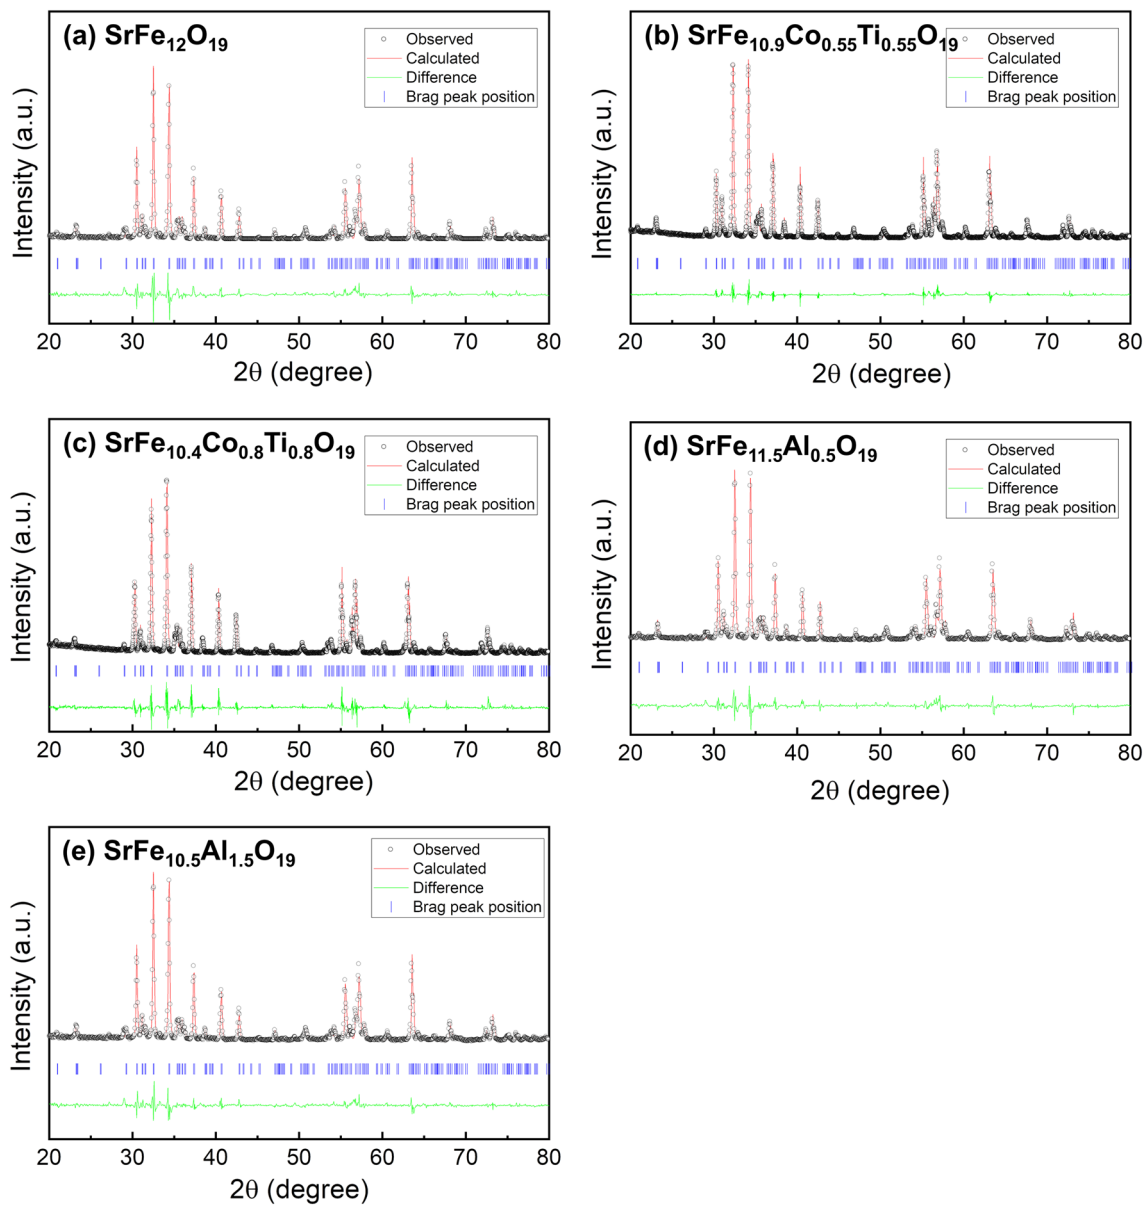 (a) SrFe₁₂O₁₉
Observed
Calculated
Difference
Brag peak position
Intensity (a.u.)
20 30 40 50 60 70 80
2θ (degree)
(b) SrFe₁₀.₉Co₀.₅₅Ti₀.₅₅O₁₉
Observed
Calculated
Difference
Brag peak position
Intensity (a.u.)
20 30 40 50 60 70 80
2θ (degree)
(c) SrFe₁₀.₄Co₀.₈Ti₀.₈O₁₉
Observed
Calculated
Difference
Brag peak position
Intensity (a.u.)
20 30 40 50 60 70 80
2θ (degree)
(d) SrFe₁₁.₅Al₀.₅O₁₉
Observed
Calculated
Difference
Brag peak position
Intensity (a.u.)
20 30 40 50 60 70 80
2θ (degree)
(e) SrFe₁₀.₅Al₁.₅O₁₉
Observed
Calculated
Difference
Brag peak position
Intensity (a.u.)
20 30 40 50 60 70 80
2θ (degree)